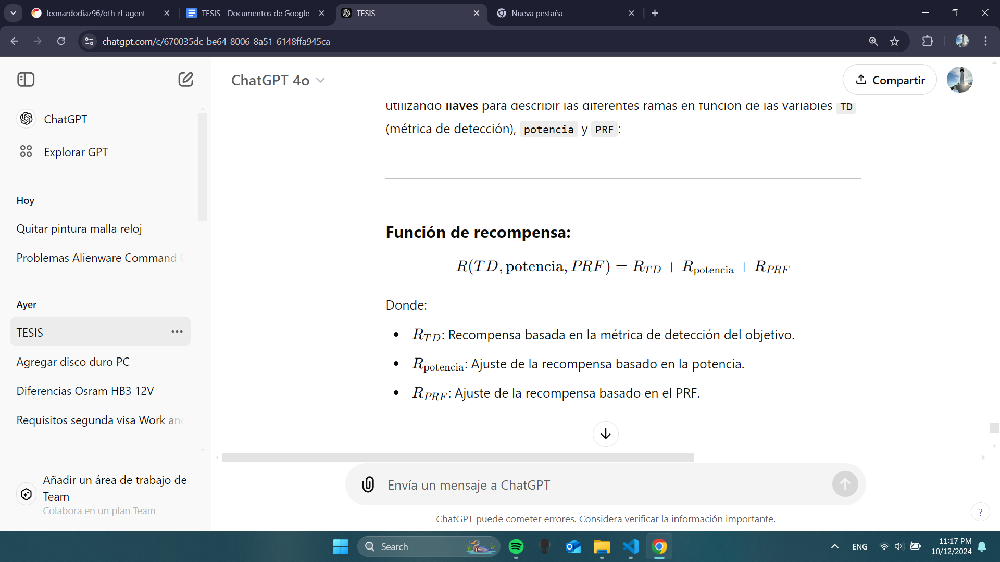 leonardodiaz96/oth-rl-agent
TESIS - Documentos de Google
TESIS
Nueva pestaña
chatgpt.com/c/670035dc-be64-8006-8a51-6148ffa945ca
ChatGPT 4o
Compartir
ChatGPT
Explorar GPT
Hoy
Quitar pintura malla reloj
Problemas Alienware Command C
Ayer
TESIS
Agregar disco duro PC
Diferencias Osram HB3 12V
Requisitos segunda visa Work and
Añadir un área de trabajo de
Team
Colabora en un plan Team
utilizando llaves para describir las diferentes ramas en función de las variables TD
(métrica de detección), potencia y PRF:
Función de recompensa:
R(TD, potencia, PRF) = R_{TD} + R_{potencia} + R_{PRF}
Donde:
• R_{TD}: Recompensa basada en la métrica de detección del objetivo.
• R_{potencia}: Ajuste de la recompensa basado en la potencia.
• R_{PRF}: Ajuste de la recompensa basado en el PRF.
Envía un mensaje a ChatGPT
ChatGPT puede cometer errores. Considera verificar la información importante.
?
Search
ENG
11:17 PM
10/12/2024